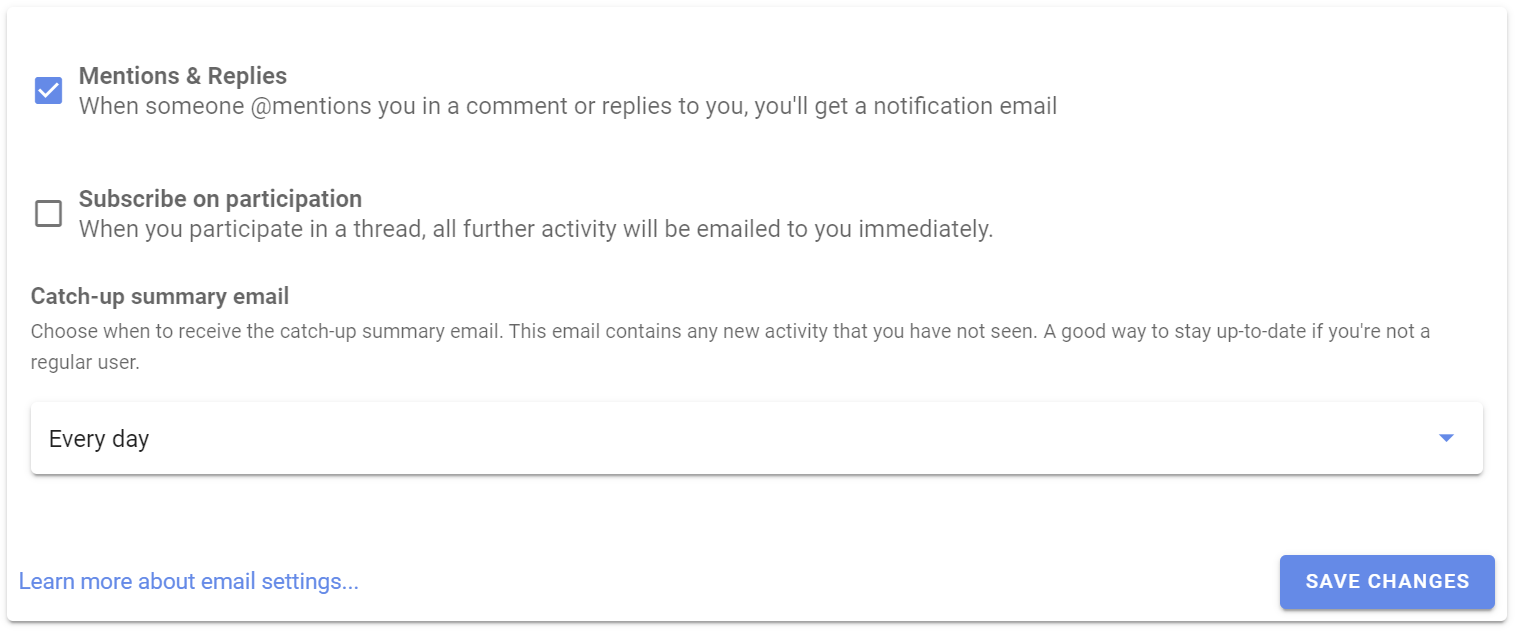 Mentions & Replies
When someone @mentions you in a comment or replies to you, you'll get a notification email
Subscribe on participation
When you participate in a thread, all further activity will be emailed to you immediately.
Catch-up summary email
Choose when to receive the catch-up summary email. This email contains any new activity that you have not seen. A good way to stay up-to-date if you're not a
regular user.
Every day
Learn more about email settings...
SAVE CHANGES